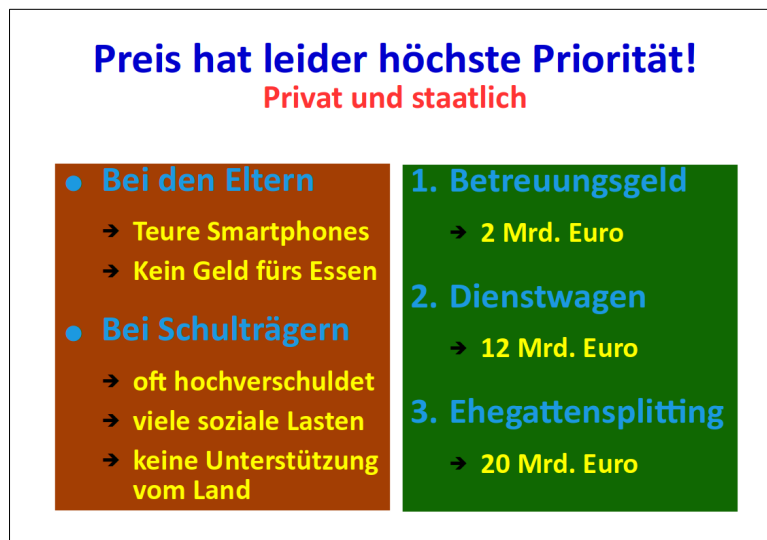 Preis hat leider höchste Priorität!
Privat und staatlich
● Bei den Eltern
➔ Teure Smartphones
➔ Kein Geld fürs Essen
● Bei Schulträgern
➔ oft hochverschuldet
➔ viele soziale Lasten
➔ keine Unterstützung
vom Land
1. Betreuungsgeld
➔ 2 Mrd. Euro
2. Dienstwagen
➔ 12 Mrd. Euro
3. Ehegattensplitting
➔ 20 Mrd. Euro